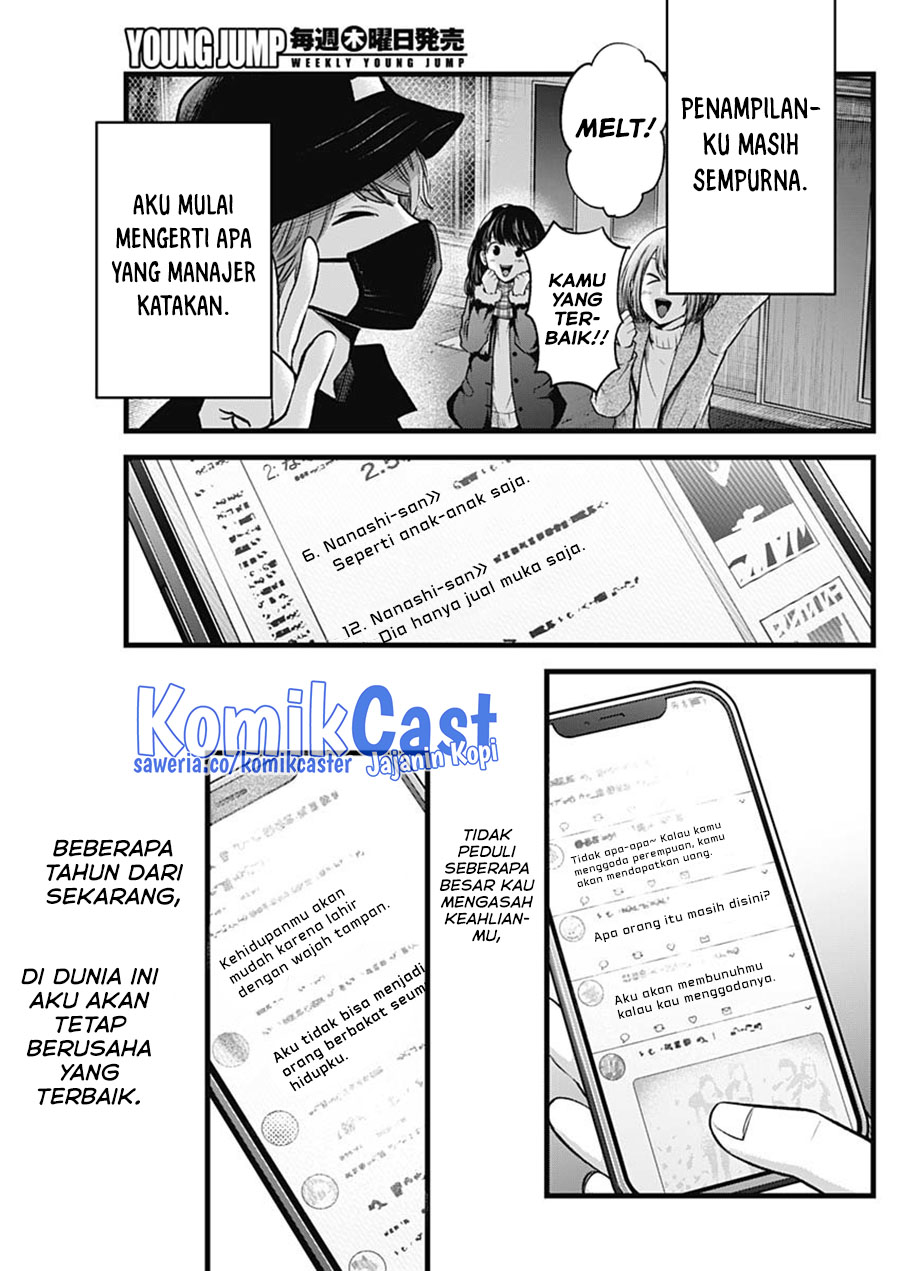 YOUNG JUMP 毎週木曜日発売
WEEKLY YOUNG JUMP
PENAMPILAN-
KU MASIH
SEMPURNA.
MELT!
KAMU
YANG
TER-
BAIK!!
AKU MULAI
MENGERTI APA
YANG MANAJER
KATAKAN.
6. Nanashi-san》
Seperti anak-anak saja.
12. Nanashi-san》
Dia hanya jual muka saja.
KomikCast
saweria.co/komikcaster Jajanin Kopi
Tidak apa-apa~ Kalau kamu
menggoda perempuan, kamu
akan mendapatkan uang.
Apa orang itu masih disini?
Aku akan membunuhmu
kalau kau menggodanya.
TIDAK
PEDULI
SEBERAPA
BESAR KAU
MENGASAH
KEAHLIAN-
MU,
Kehidupanmu akan
mudah karena lahir
dengan wajah tampan.
Aku tidak bisa menjadi
orang berbakat seum
hidupku.
BEBERAPA
TAHUN DARI
SEKARANG,
DI DUNIA INI
AKU AKAN
TETAP
BERUSAHA
YANG
TERBAIK.